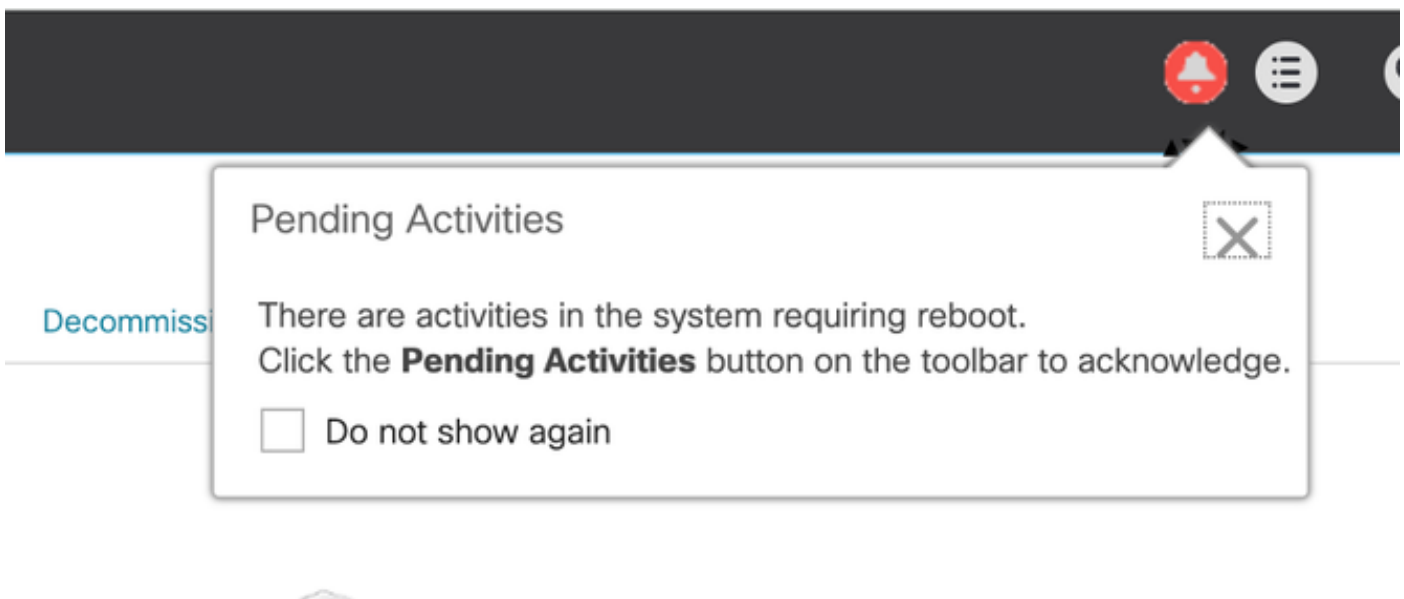 Pending Activities
Decommissi
There are activities in the system requiring reboot.
Click the Pending Activities button on the toolbar to acknowledge.
Do not show again